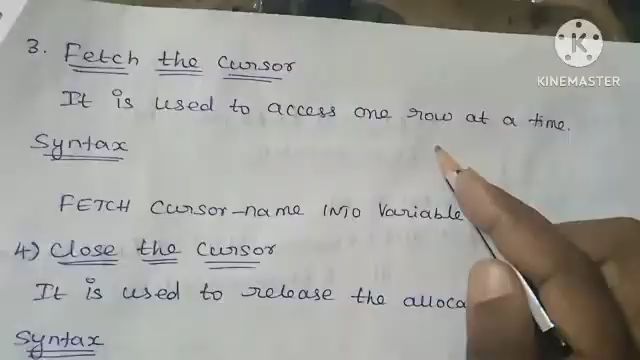 3. Fetch the Cursor
It is used to access one row at a time.
Syntax
FETCH Cursor-name INTO Variable
4) Close the Cursor
It is used to release the
Syntax
K
KINEMASTER